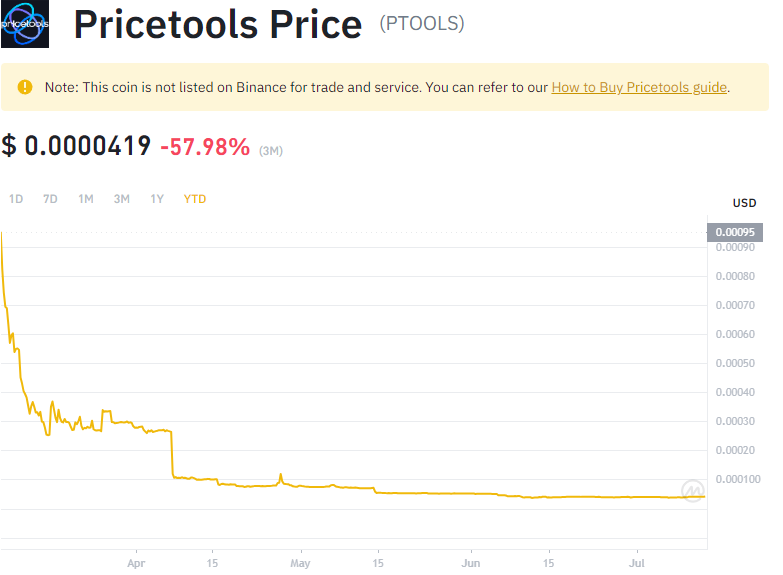 pricetools
Pricetools Price (PTOOLS)
Note: This coin is not listed on Binance for trade and service. You can refer to our How to Buy Pricetools guide.
$ 0.0000419 -57.98% (3M)
1D 7D 1M 3M 1Y YTD
USD
0.00095
0.00090
0.00080
0.00070
0.00060
0.00050
0.00040
0.00030
0.00020
0.000100
Apr 15 May 15 Jun 15 Jul